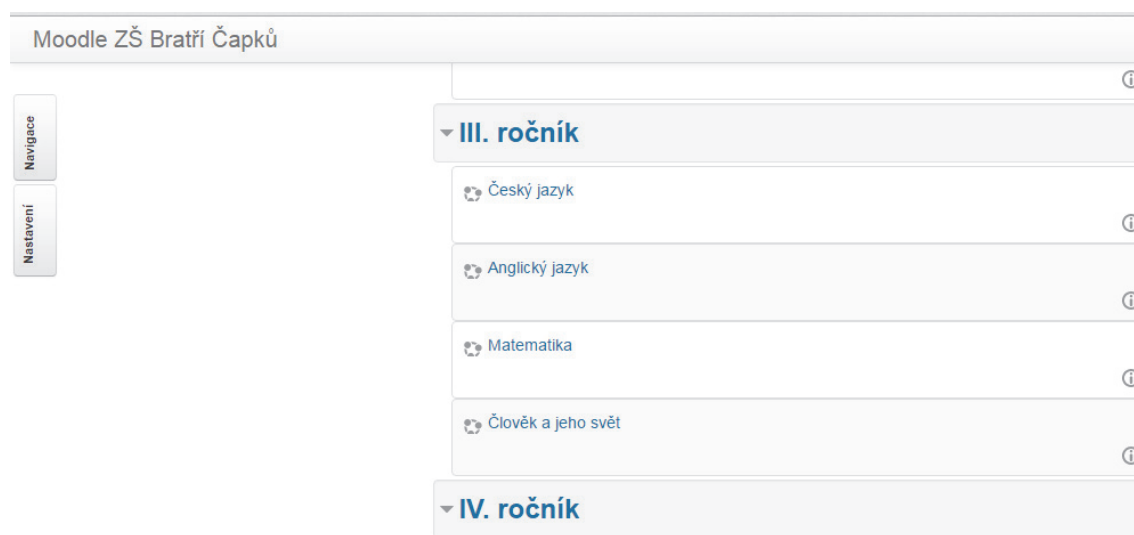 Moodle ZŠ Bratří Čapků
Navigace
Nastavení
III. ročník
Český jazyk
Anglický jazyk
Matematika
Člověk a jeho svět
IV. ročník